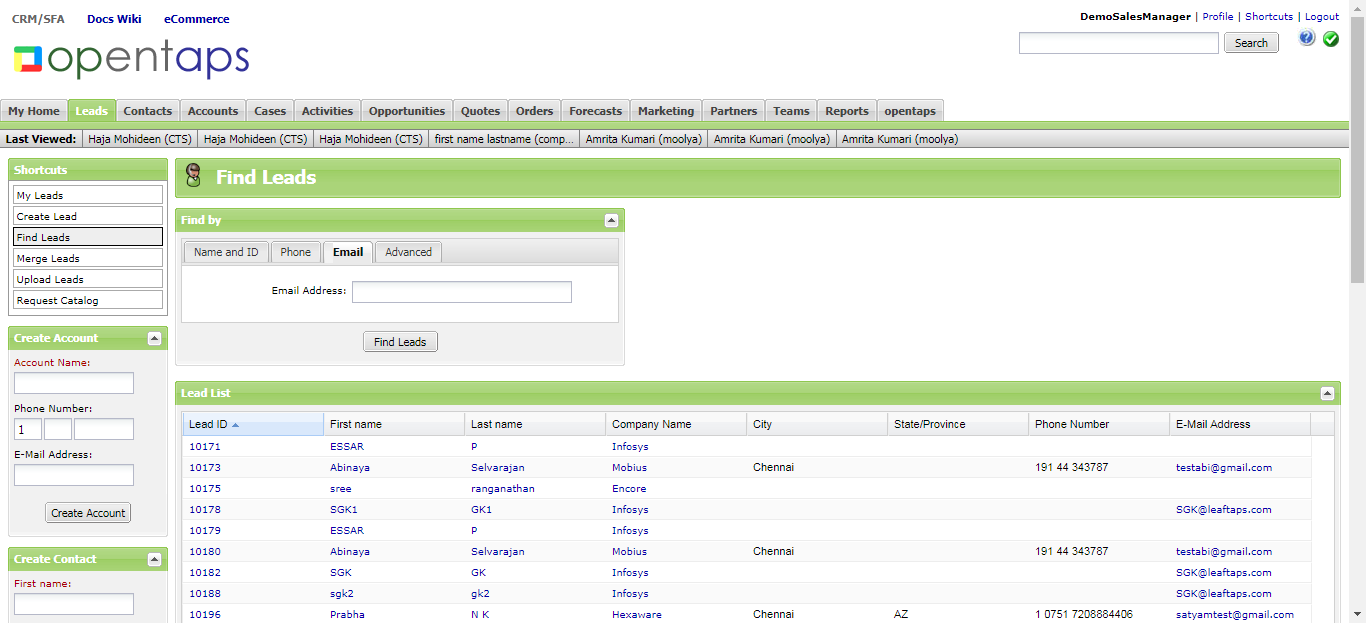 CRM/SFA Docs Wiki eCommerce
DemoSalesManager | Profile | Shortcuts | Logout
opentaps
Search
My Home Leads Contacts Accounts Cases Activities Opportunities Quotes Orders Forecasts Marketing Partners Teams Reports opentaps
Last Viewed: Haja Mohideen (CTS) Haja Mohideen (CTS) Haja Mohideen (CTS) first name lastname (comp... Amrita Kumari (moolya) Amrita Kumari (moolya) Amrita Kumari (moolya)
Shortcuts
My Leads
Create Lead
Find Leads
Merge Leads
Upload Leads
Request Catalog
Create Account
Account Name:
Phone Number:
1
E-Mail Address:
Create Account
Create Contact
First name:
Find Leads
Find by
Name and ID Phone Email Advanced
Email Address:
Find Leads
Lead List
Lead ID First name Last name Company Name City State/Province Phone Number E-Mail Address
10171 ESSAR P Infosys
10173 Abinaya Selvarajan Mobius Chennai 191 44 343787 testabi@gmail.com
10175 sree ranganathan Encore
10178 SGK1 GK1 Infosys SGK@leaftaps.com
10179 ESSAR P Infosys
10180 Abinaya Selvarajan Mobius Chennai 191 44 343787 testabi@gmail.com
10182 SGK GK Infosys SGK@leaftaps.com
10188 sgk2 gk2 Infosys SGK@leaftaps.com
10196 Prabha N K Hexaware Chennai AZ 1 0751 7208884406 satyamtest@gmail.com